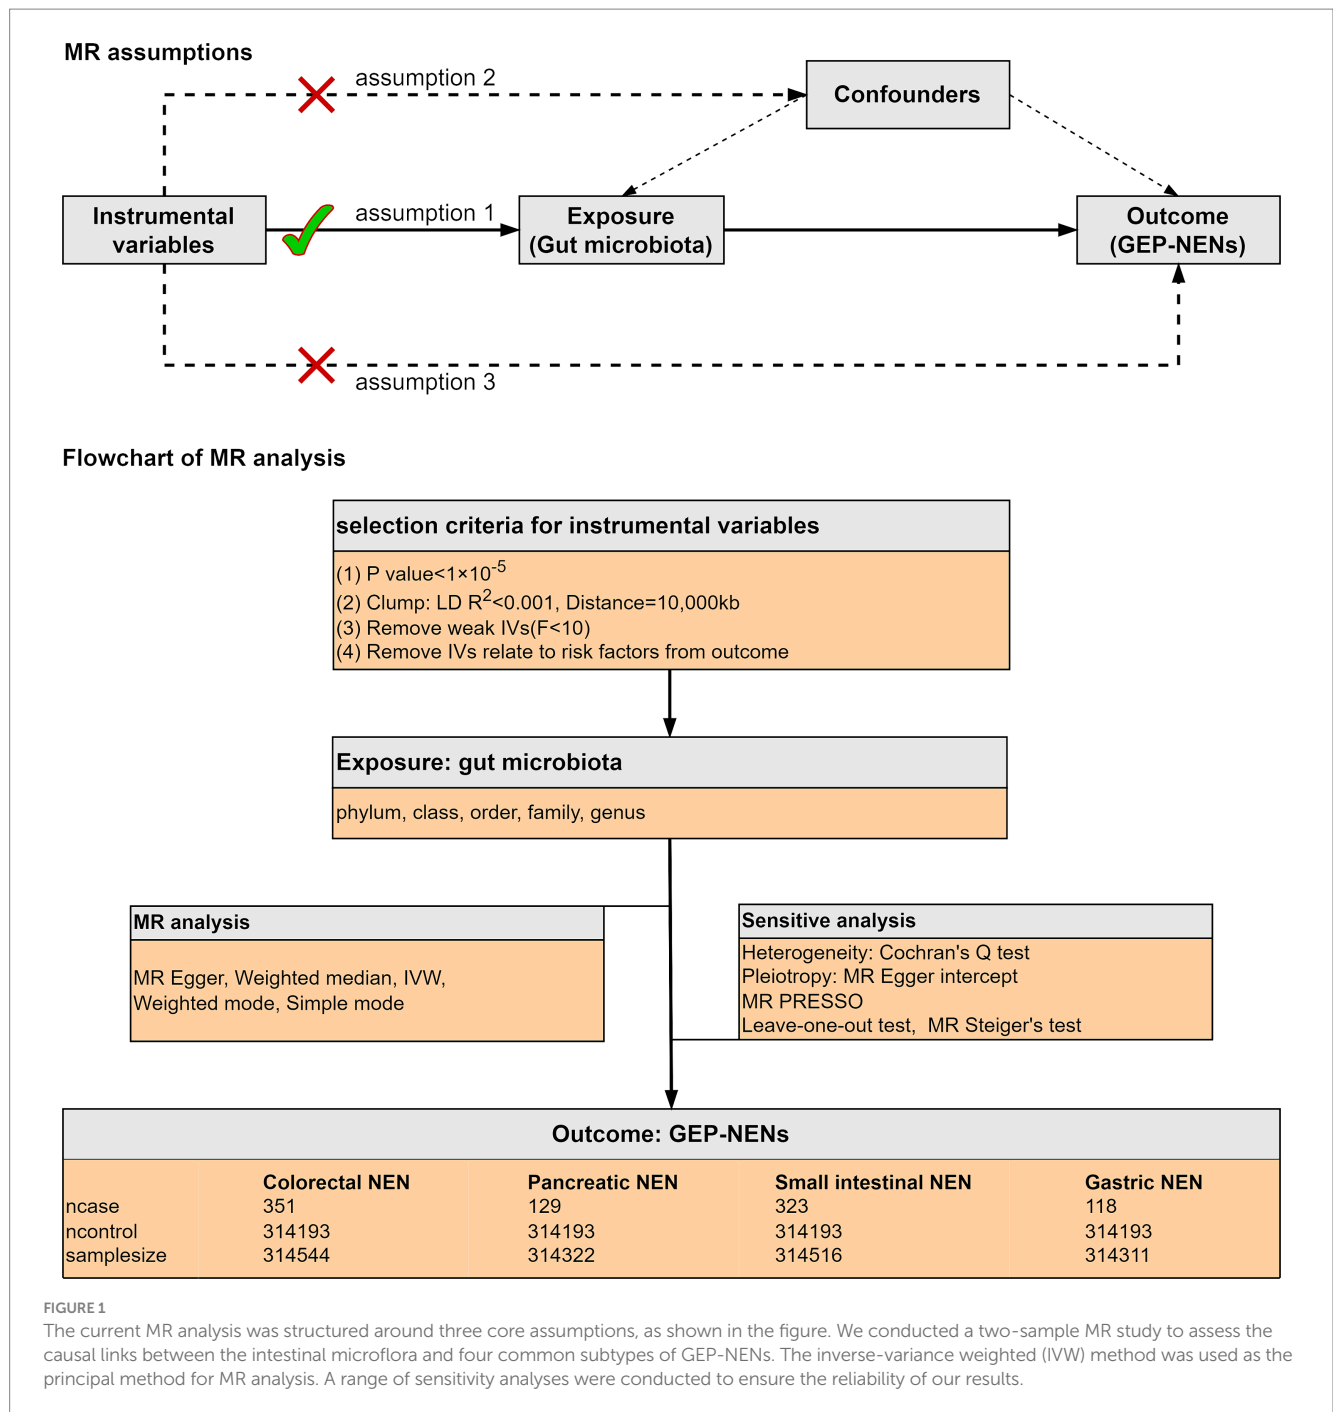 MR assumptions
assumption 2
Confounders
Instrumental
variables
assumption 1
Exposure
(Gut microbiota)
Outcome
(GEP-NENs)
assumption 3
Flowchart of MR analysis
selection criteria for instrumental variables
(1) P value<1×10⁻⁵
(2) Clump: LD R²<0.001, Distance=10,000kb
(3) Remove weak IVs(F<10)
(4) Remove IVs relate to risk factors from outcome
Exposure: gut microbiota
phylum, class, order, family, genus
MR analysis
MR Egger, Weighted median, IVW,
Weighted mode, Simple mode
Sensitive analysis
Heterogeneity: Cochran's Q test
Pleiotropy: MR Egger intercept
MR PRESSO
Leave-one-out test, MR Steiger's test
Outcome: GEP-NENs
Colorectal NEN Pancreatic NEN Small intestinal NEN Gastric NEN
ncase 351 129 323 118
ncontrol 314193 314193 314193 314193
samplesize 314544 314322 314516 314311
FIGURE 1
The current MR analysis was structured around three core assumptions, as shown in the figure. We conducted a two-sample MR study to assess the
causal links between the intestinal microflora and four common subtypes of GEP-NENs. The inverse-variance weighted (IVW) method was used as the
principal method for MR analysis. A range of sensitivity analyses were conducted to ensure the reliability of our results.